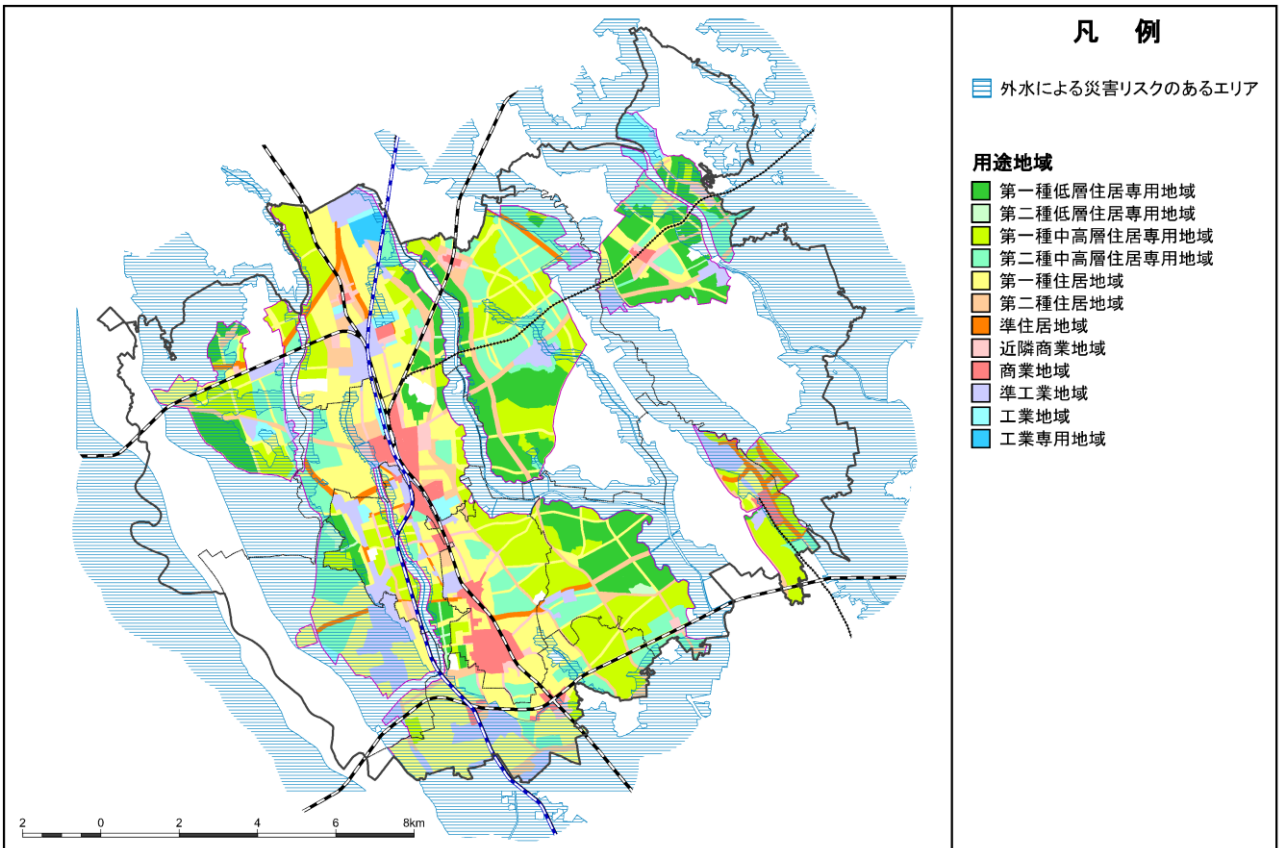 凡 例
外水による災害リスクのあるエリア
用途地域
第一種低層住居専用地域
第二種低層住居専用地域
第一種中高層住居専用地域
第二種中高層住居専用地域
第一種住居地域
第二種住居地域
準住居地域
近隣商業地域
商業地域
準工業地域
工業地域
工業専用地域
2 0 2 4 6 8km